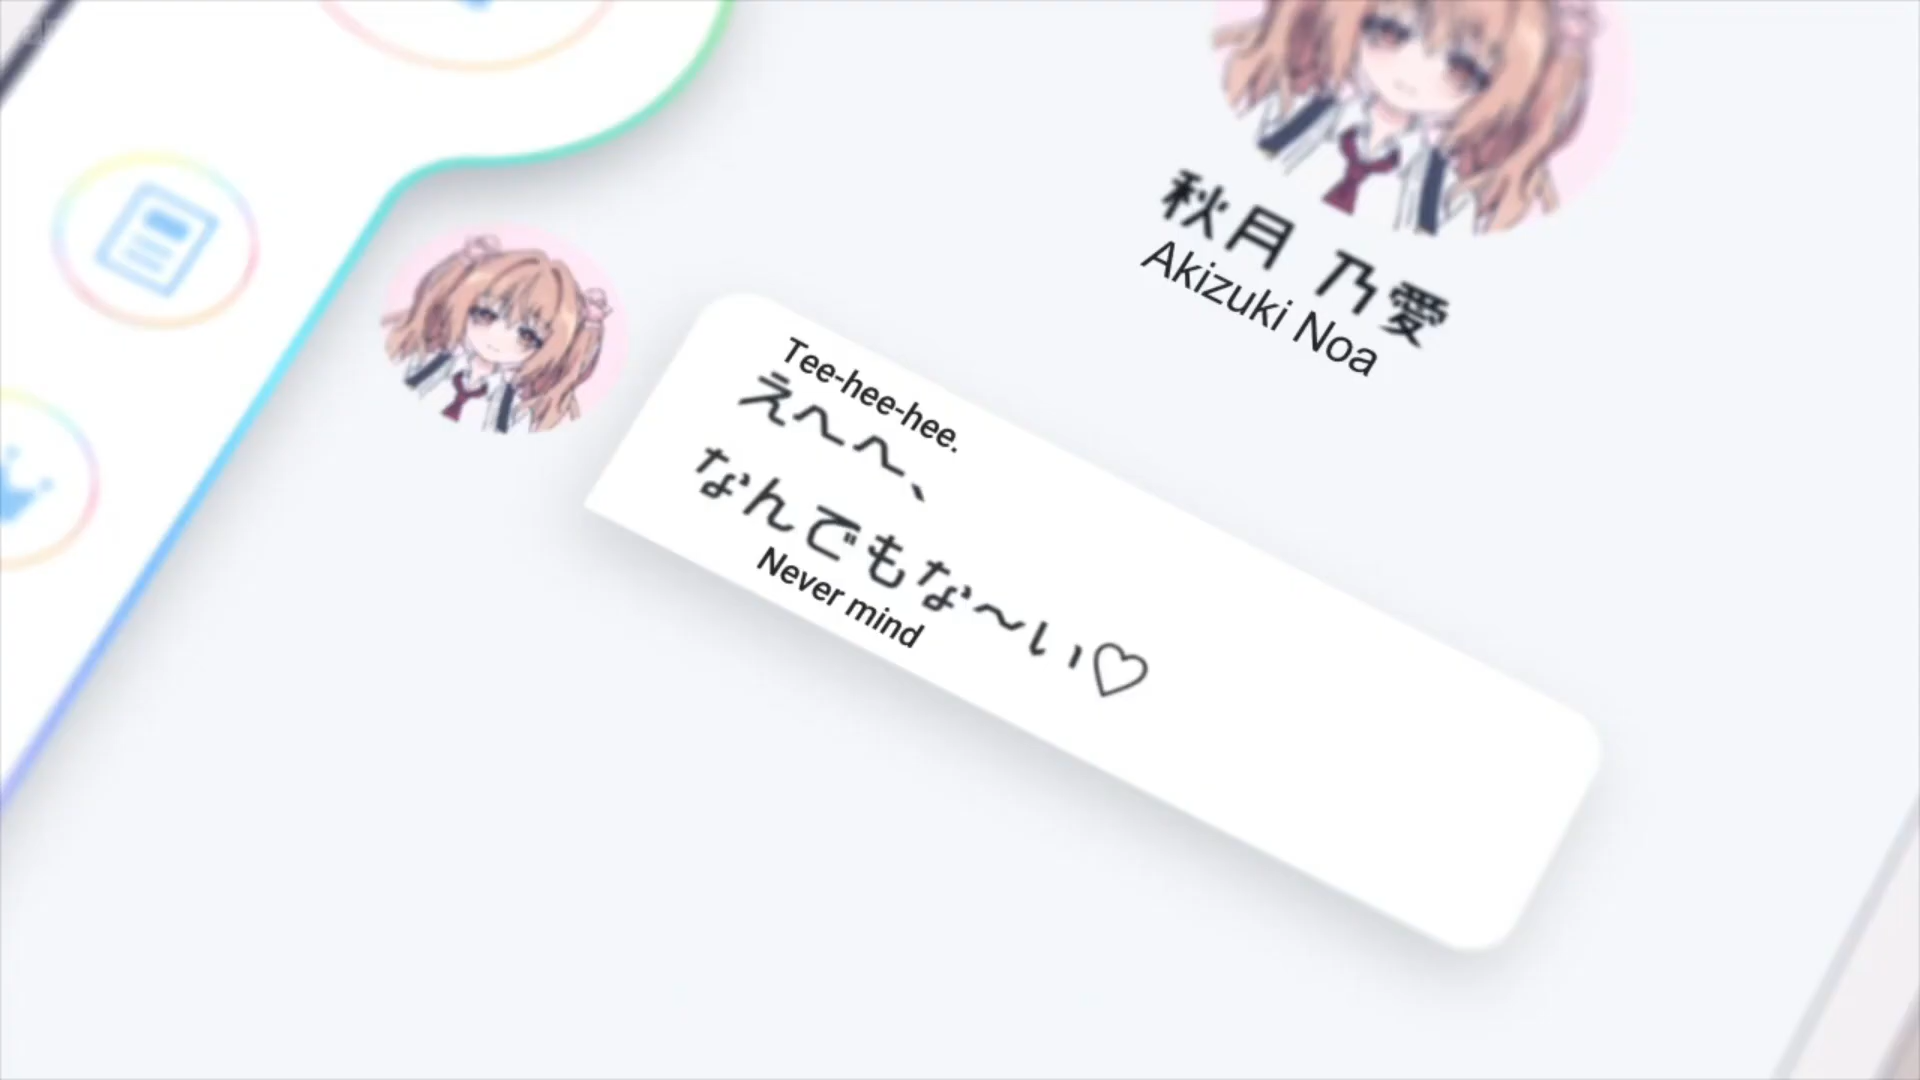 秋月 乃愛
Akizuki Noa
Tee-hee-hee.
えへへ、
なんでもな～い♡
Never mind